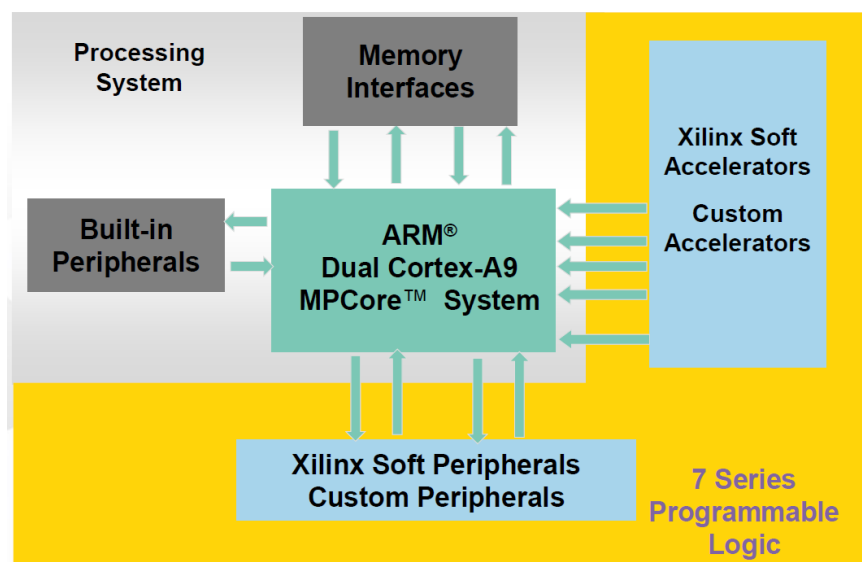 Processing
System
Memory
Interfaces
Xilinx Soft
Accelerators
Custom
Accelerators
Built-in
Peripherals
ARM®
Dual Cortex-A9
MPCore™ System
Xilinx Soft Peripherals
Custom Peripherals
7 Series
Programmable
Logic